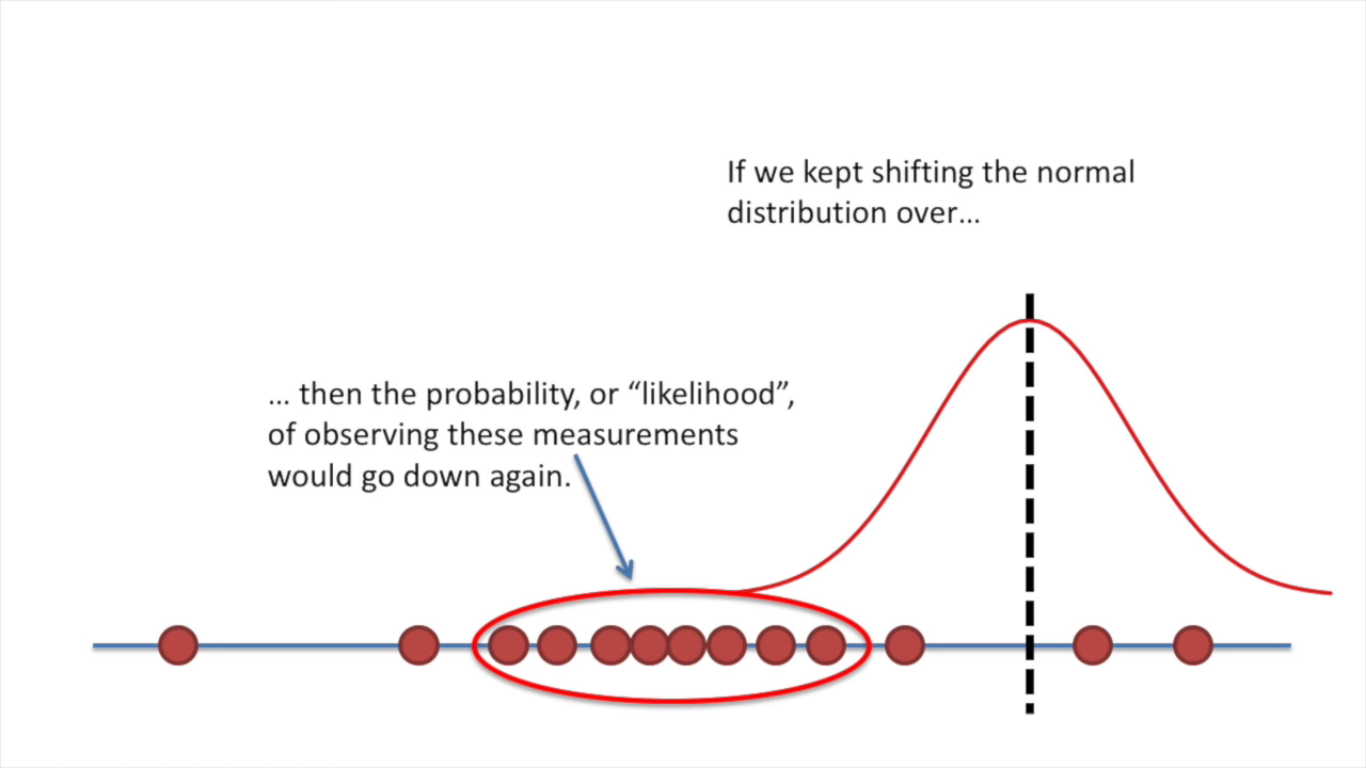 If we kept shifting the normal
distribution over…
… then the probability, or “likelihood”,
of observing these measurements
would go down again.